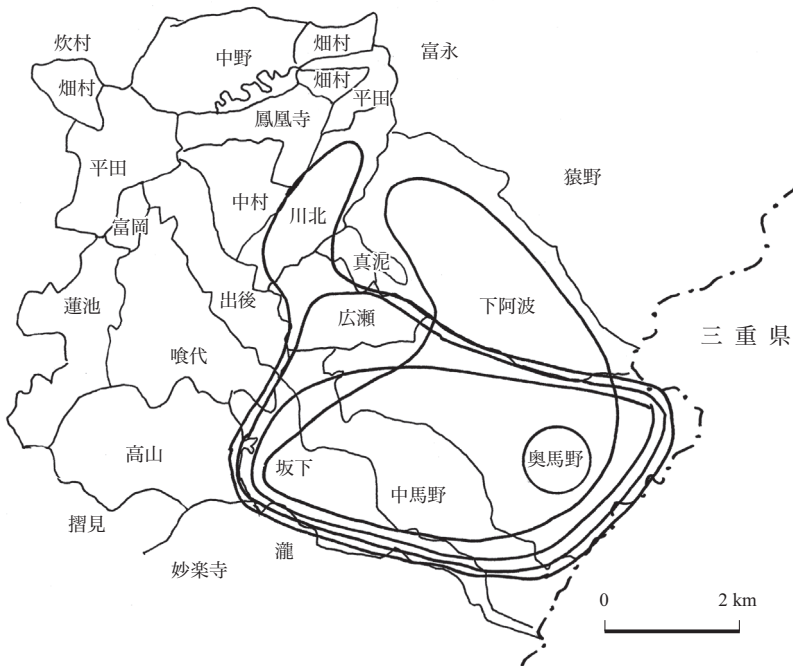 炊村
畑村
富永
中野
畑村
畑村
平田
鳳凰寺
平田
猿野
中村
川北
富岡
真泥
蓮池
出後
広瀬
下阿波
三重県
喰代
高山
坂下
奥馬野
中馬野
摺見
瀧
妙楽寺
0 2 km